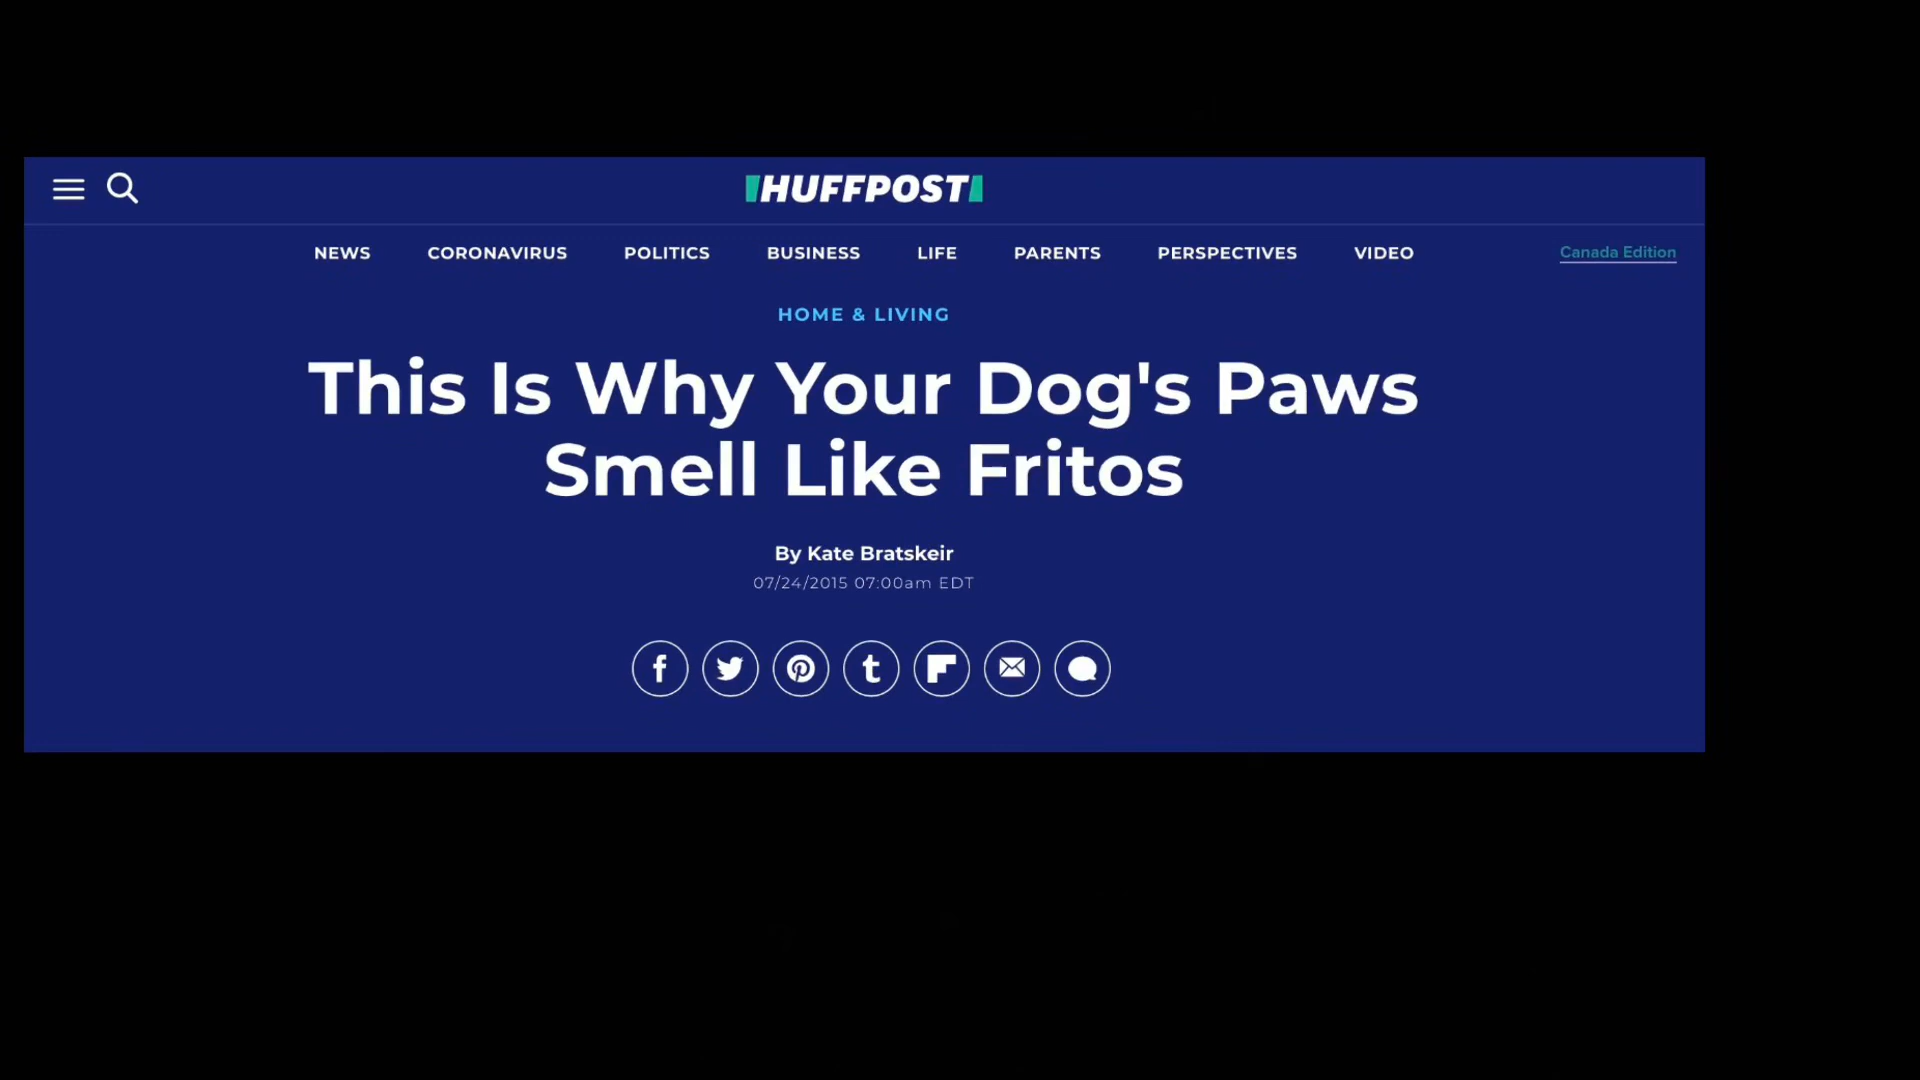 HUFFPOST
NEWS CORONAVIRUS POLITICS BUSINESS LIFE PARENTS PERSPECTIVES VIDEO Canada Edition
HOME & LIVING
This Is Why Your Dog's Paws
Smell Like Fritos
By Kate Bratskeir
07/24/2015 07:00am EDT